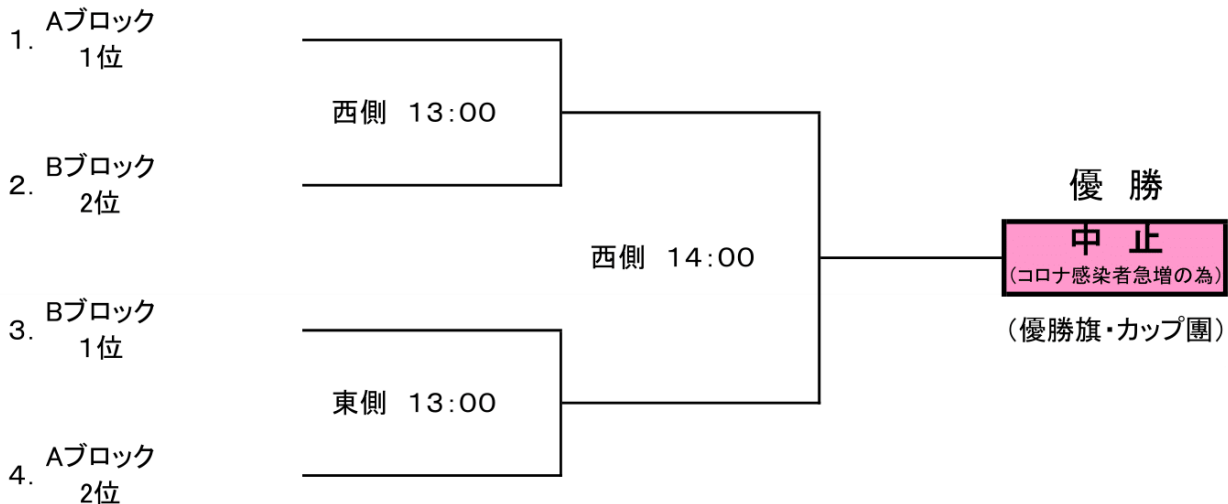 1. Aブロック
1位
西側 13:00
2. Bブロック
2位
西側 14:00
優 勝
中 止
(コロナ感染者急増の為)
(優勝旗・カップ團)
3. Bブロック
1位
東側 13:00
4. Aブロック
2位